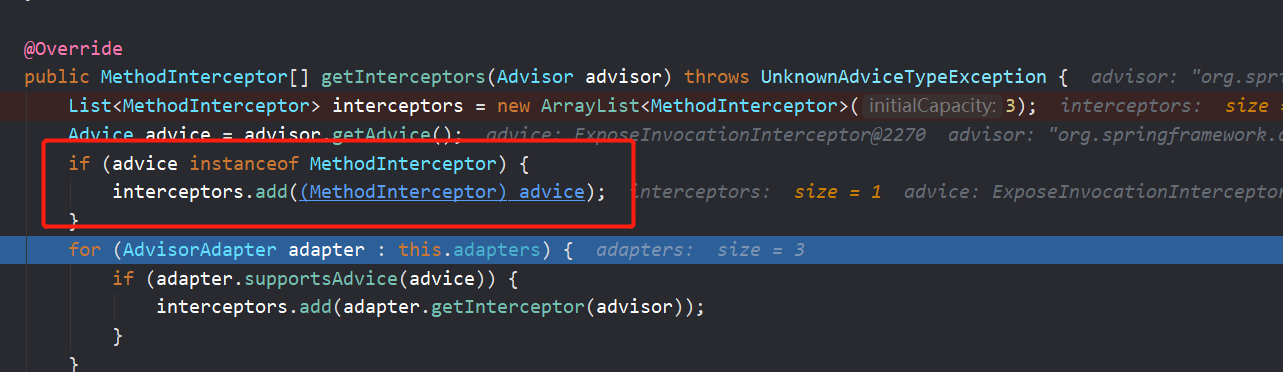 @Override
public MethodInterceptor[] getInterceptors(Advisor advisor) throws UnknownAdviceTypeException { advisor: "org.spr
List<MethodInterceptor> interceptors = new ArrayList<MethodInterceptor>( initialCapacity: 3); interceptors: size =
Advice advice = advisor.getAdvice(); advice: ExposeInvocationInterceptor@2270 advisor: "org.springframework.
if (advice instanceof MethodInterceptor) {
interceptors.add((MethodInterceptor) advice); interceptors: size = 1 advice: ExposeInvocationInterceptor
}
for (AdvisorAdapter adapter : this.adapters) { adapters: size = 3
if (adapter.supportsAdvice(advice)) {
interceptors.add(adapter.getInterceptor(advisor));
}
}